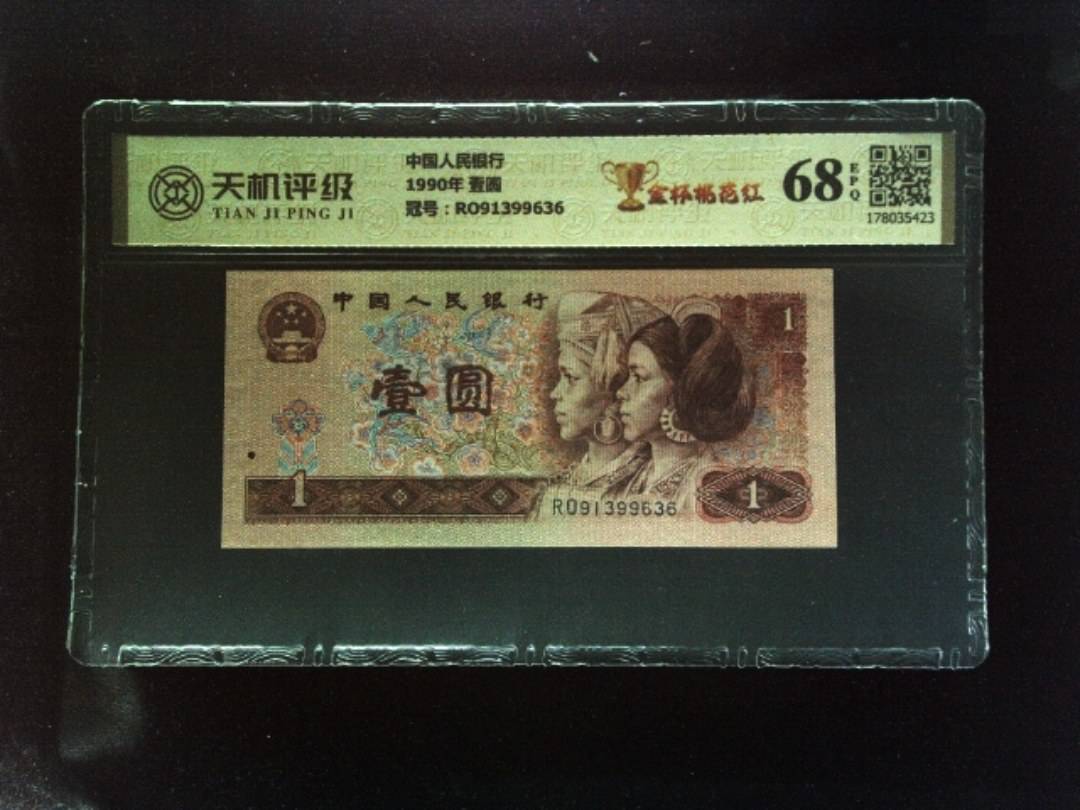 天机评级
TIAN JI PING JI
中国人民银行
1990年 壹圆
冠号：RO91399636
金杯桃花红
68
EPQ
178035423
中国人民银行
壹圆
1
1
RO91399636
1